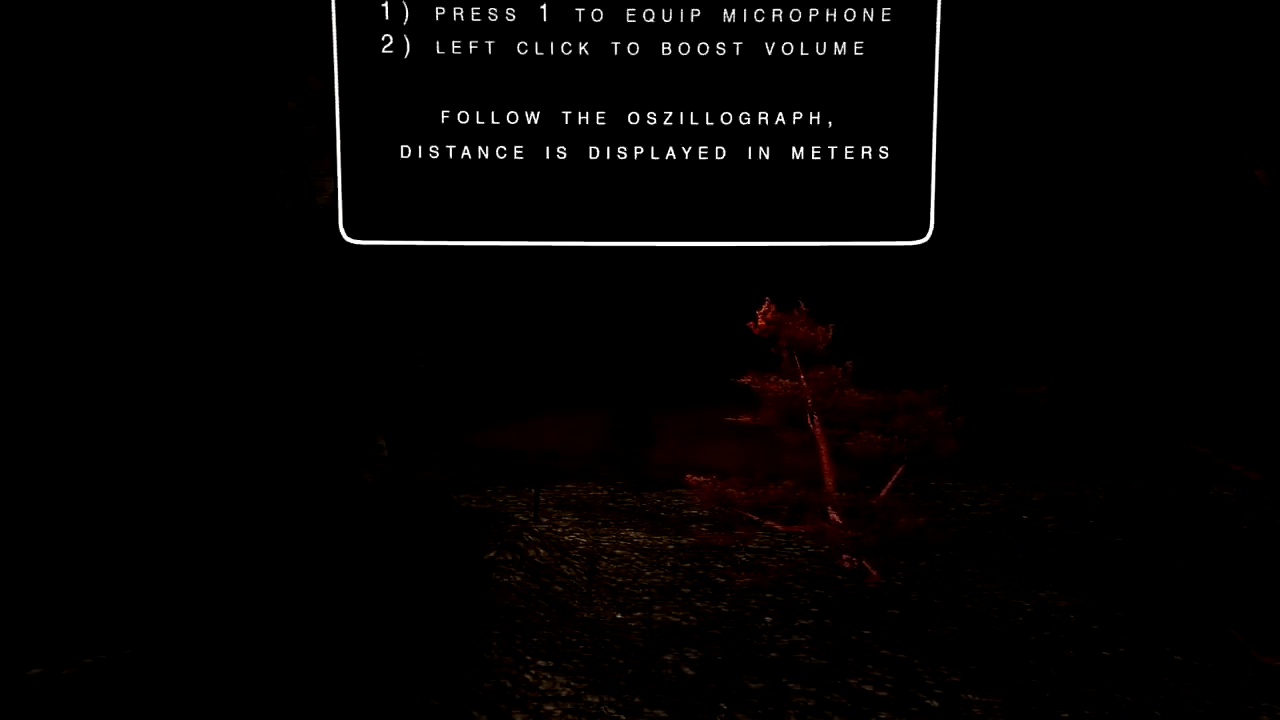 1) PRESS 1 TO EQUIP MICROPHONE
2) LEFT CLICK TO BOOST VOLUME
FOLLOW THE OSZILLOGRAPH,
DISTANCE IS DISPLAYED IN METERS